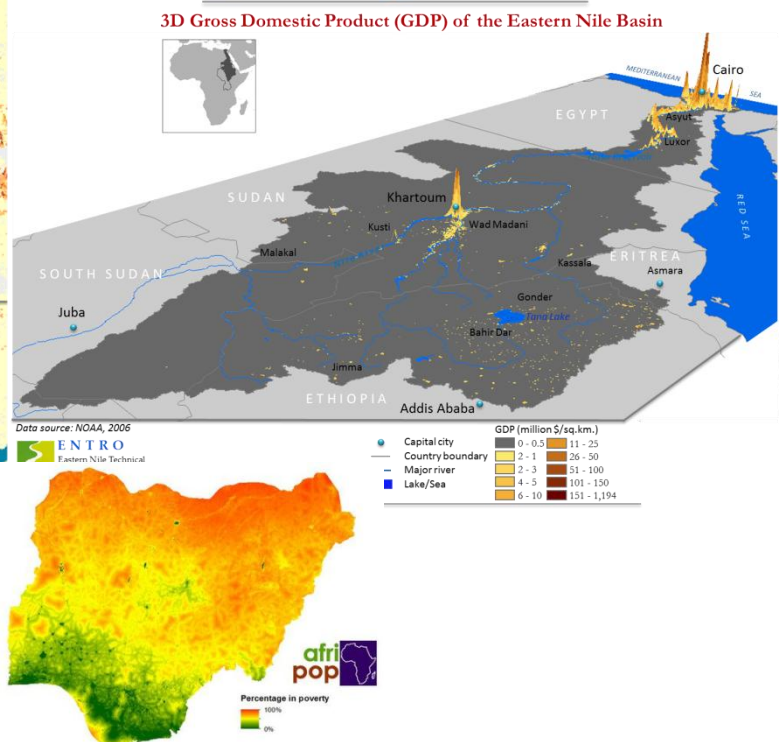 3D Gross Domestic Product (GDP) of the Eastern Nile Basin
MEDITERRANEAN SEA
Cairo
EGYPT
Asyut
Luxor
RED SEA
SUDAN
Khartoum
Kusti
Wad Madani
Malakal
Kassala
ERITREA
Asmara
SOUTH SUDAN
Juba
Gonder
Tana Lake
Bahir Dar
Jimma
ETHIOPIA
Addis Ababa
Data source: NOAA, 2006
ENTRO
Eastern Nile Technical
Capital city
Country boundary
Major river
Lake/Sea
GDP (million $/sq.km.)
0 - 0.5
2 - 1
2 - 3
4 - 5
6 - 10
11 - 25
26 - 50
51 - 100
101 - 150
151 - 1,194
afri
pop
Percentage in poverty
100%
0%